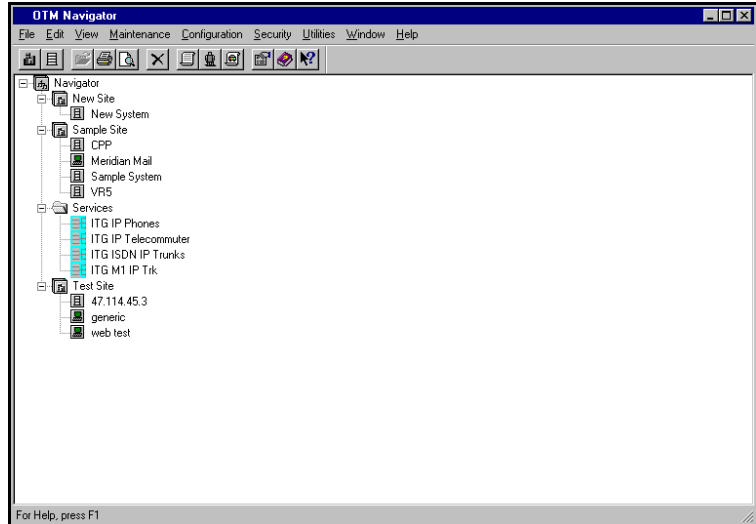 OTM Navigator
File Edit View Maintenance Configuration Security Utilities Window Help
Navigator
New Site
New System
Sample Site
CPP
Meridian Mail
Sample System
VR5
Services
ITG IP Phones
ITG IP Telecommuter
ITG ISDN IP Trunks
ITG M1 IP Trk
Test Site
47.114.45.3
generic
web test
For Help, press F1